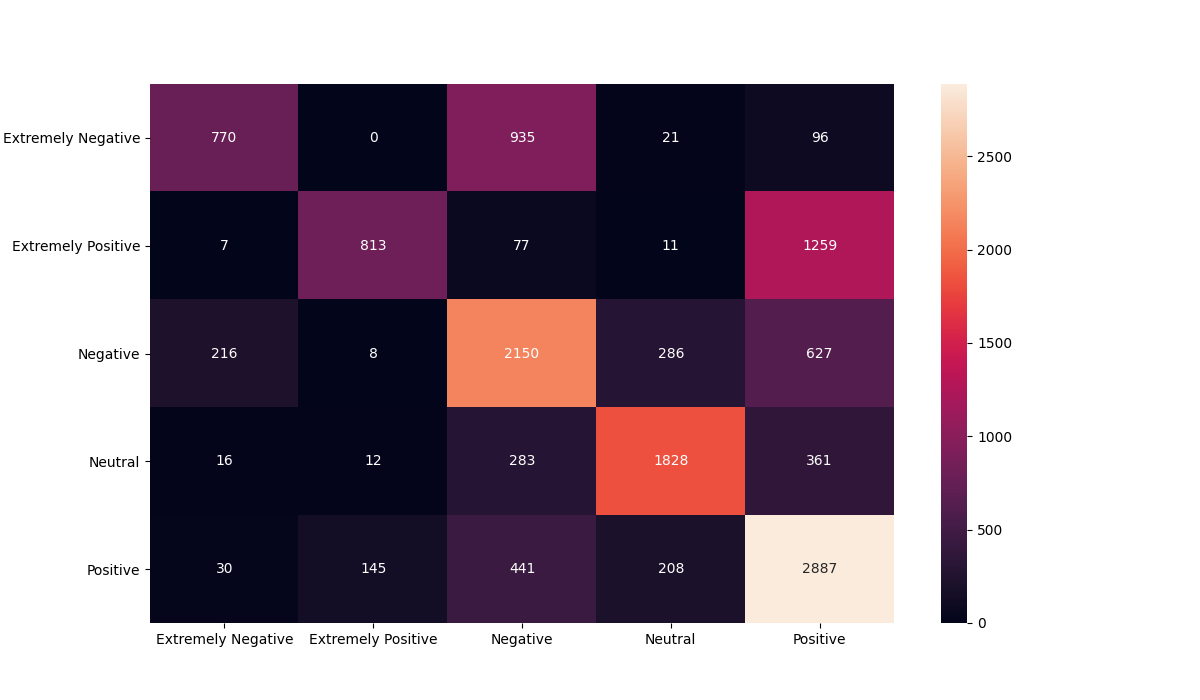 Extremely Negative 770 0 935 21 96
Extremely Positive 7 813 77 11 1259
Negative 216 8 2150 286 627
Neutral 16 12 283 1828 361
Positive 30 145 441 208 2887
Extremely Negative Extremely Positive Negative Neutral Positive
2500
2000
1500
1000
500
0